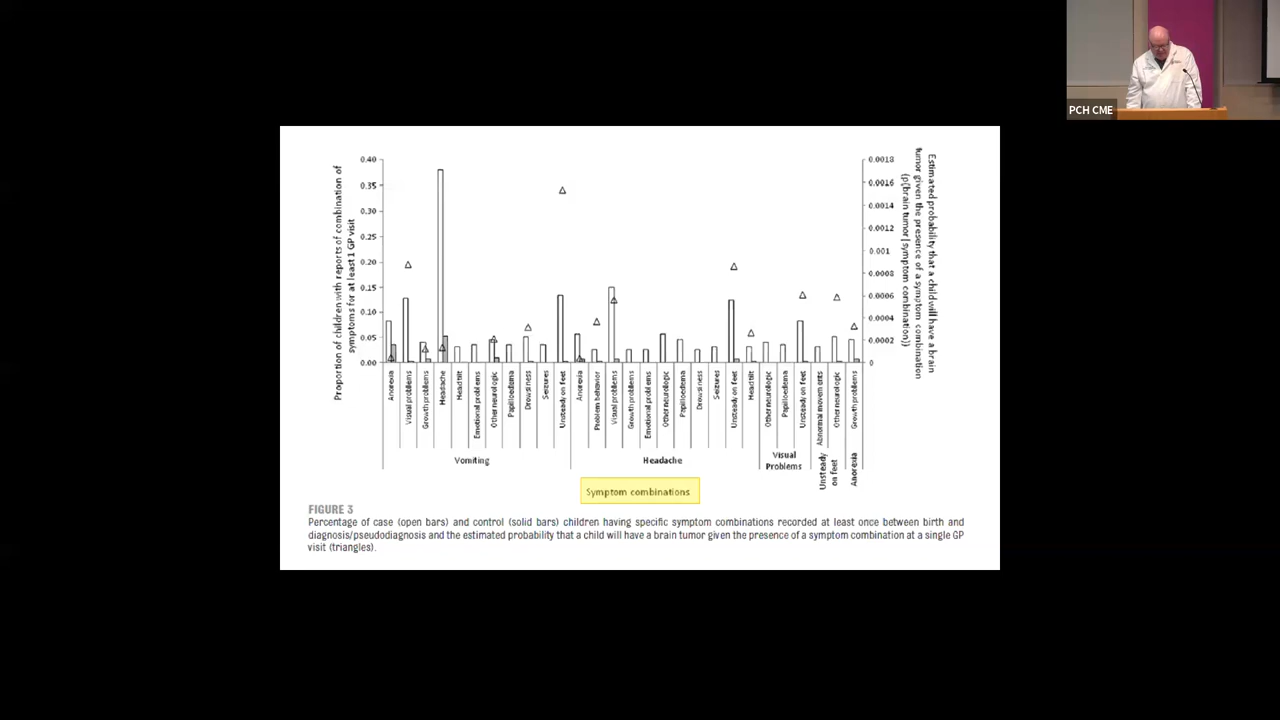 PCH CME
Proportion of children with reports of combination of
symptoms for at least 1 GP visit
0.40
0.35
0.30
0.25
0.20
0.15
0.10
0.05
0.00
0.0018
0.0016
0.0014
0.0012
0.001
0.0008
0.0006
0.0004
0.0002
0
Estimated probability that a child will have a brain
tumor given the presence of a symptom combination
(p[brain tumor|symptom combination])
Anorexia
Visual problems
Growth problems
Headache
Head tilt
Emotional problems
Other neurologic
Papilloedema
Drowsiness
Seizures
Unsteady on feet
Anorexia
Problem behavior
Visual problems
Growth problems
Emotional problems
Other neurologic
Papilloedema
Drowsiness
Seizures
Unsteady on feet
Head tilt
Other neurologic
Papilloedema
Unsteady on feet
Abnormal movements
Other neurologic
Growth problems
Vomiting
Headache
Visual
Problems
Unsteady
on feet
Anorexia
Symptom combinations
FIGURE 3
Percentage of case (open bars) and control (solid bars) children having specific symptom combinations recorded at least once between birth and
diagnosis/pseudodiagnosis and the estimated probability that a child will have a brain tumor given the presence of a symptom combination at a single GP
visit (triangles).